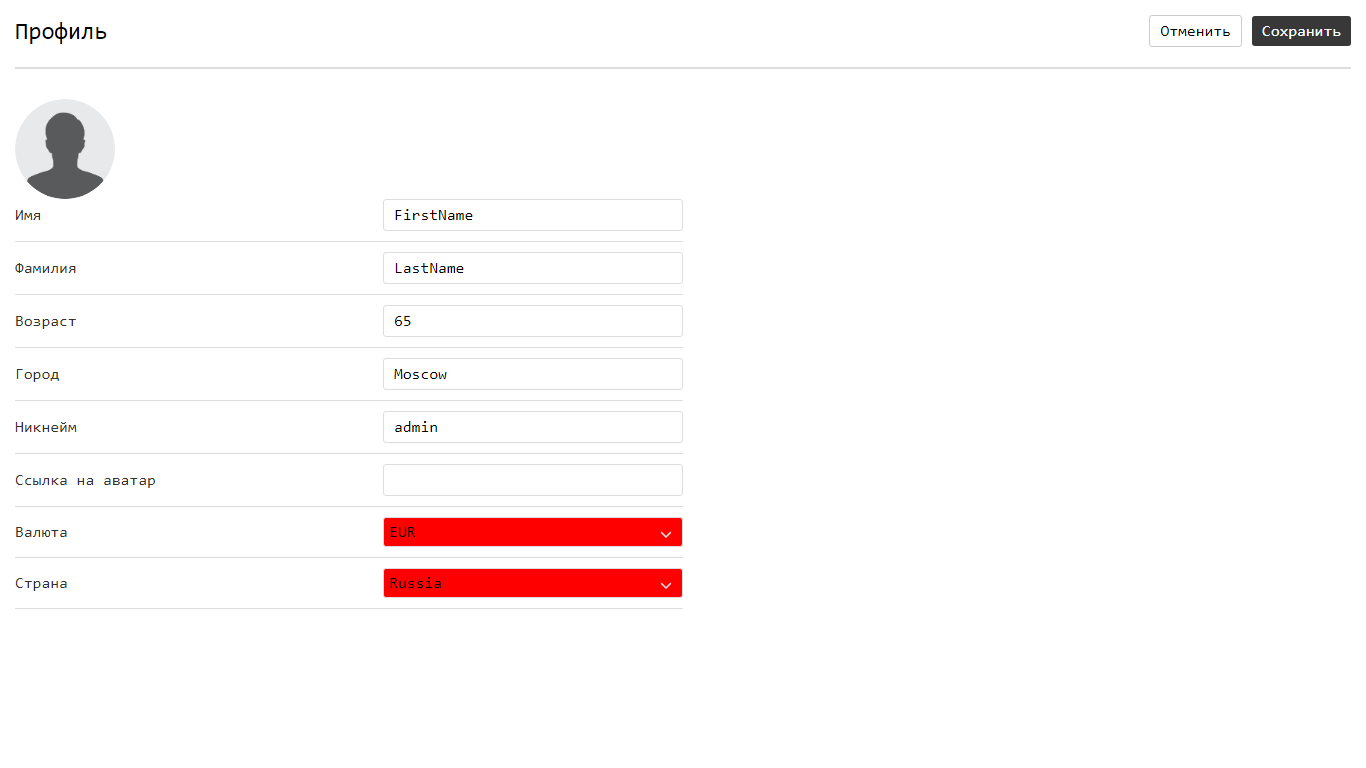 Профиль
Отменить
Сохранить
Имя
FirstName
Фамилия
LastName
Возраст
65
Город
Moscow
Никнейм
admin
Ссылка на аватар
Валюта
EUR
Страна
Russia